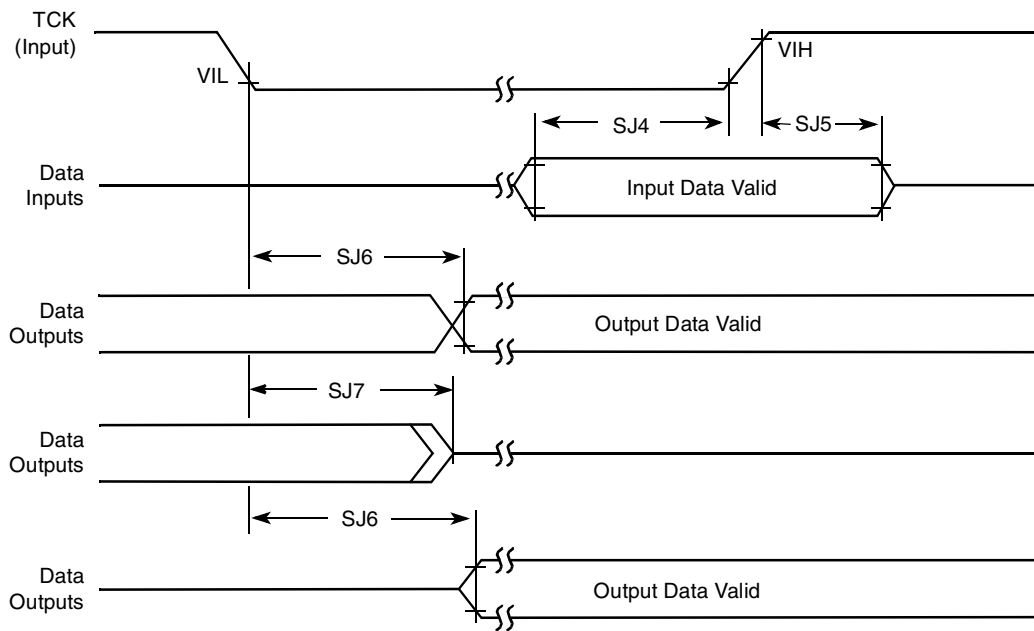 TCK
(Input)
VIL
VIH
SJ4
SJ5
Data
Inputs
Input Data Valid
SJ6
Data
Outputs
Output Data Valid
SJ7
Data
Outputs
SJ6
Data
Outputs
Output Data Valid